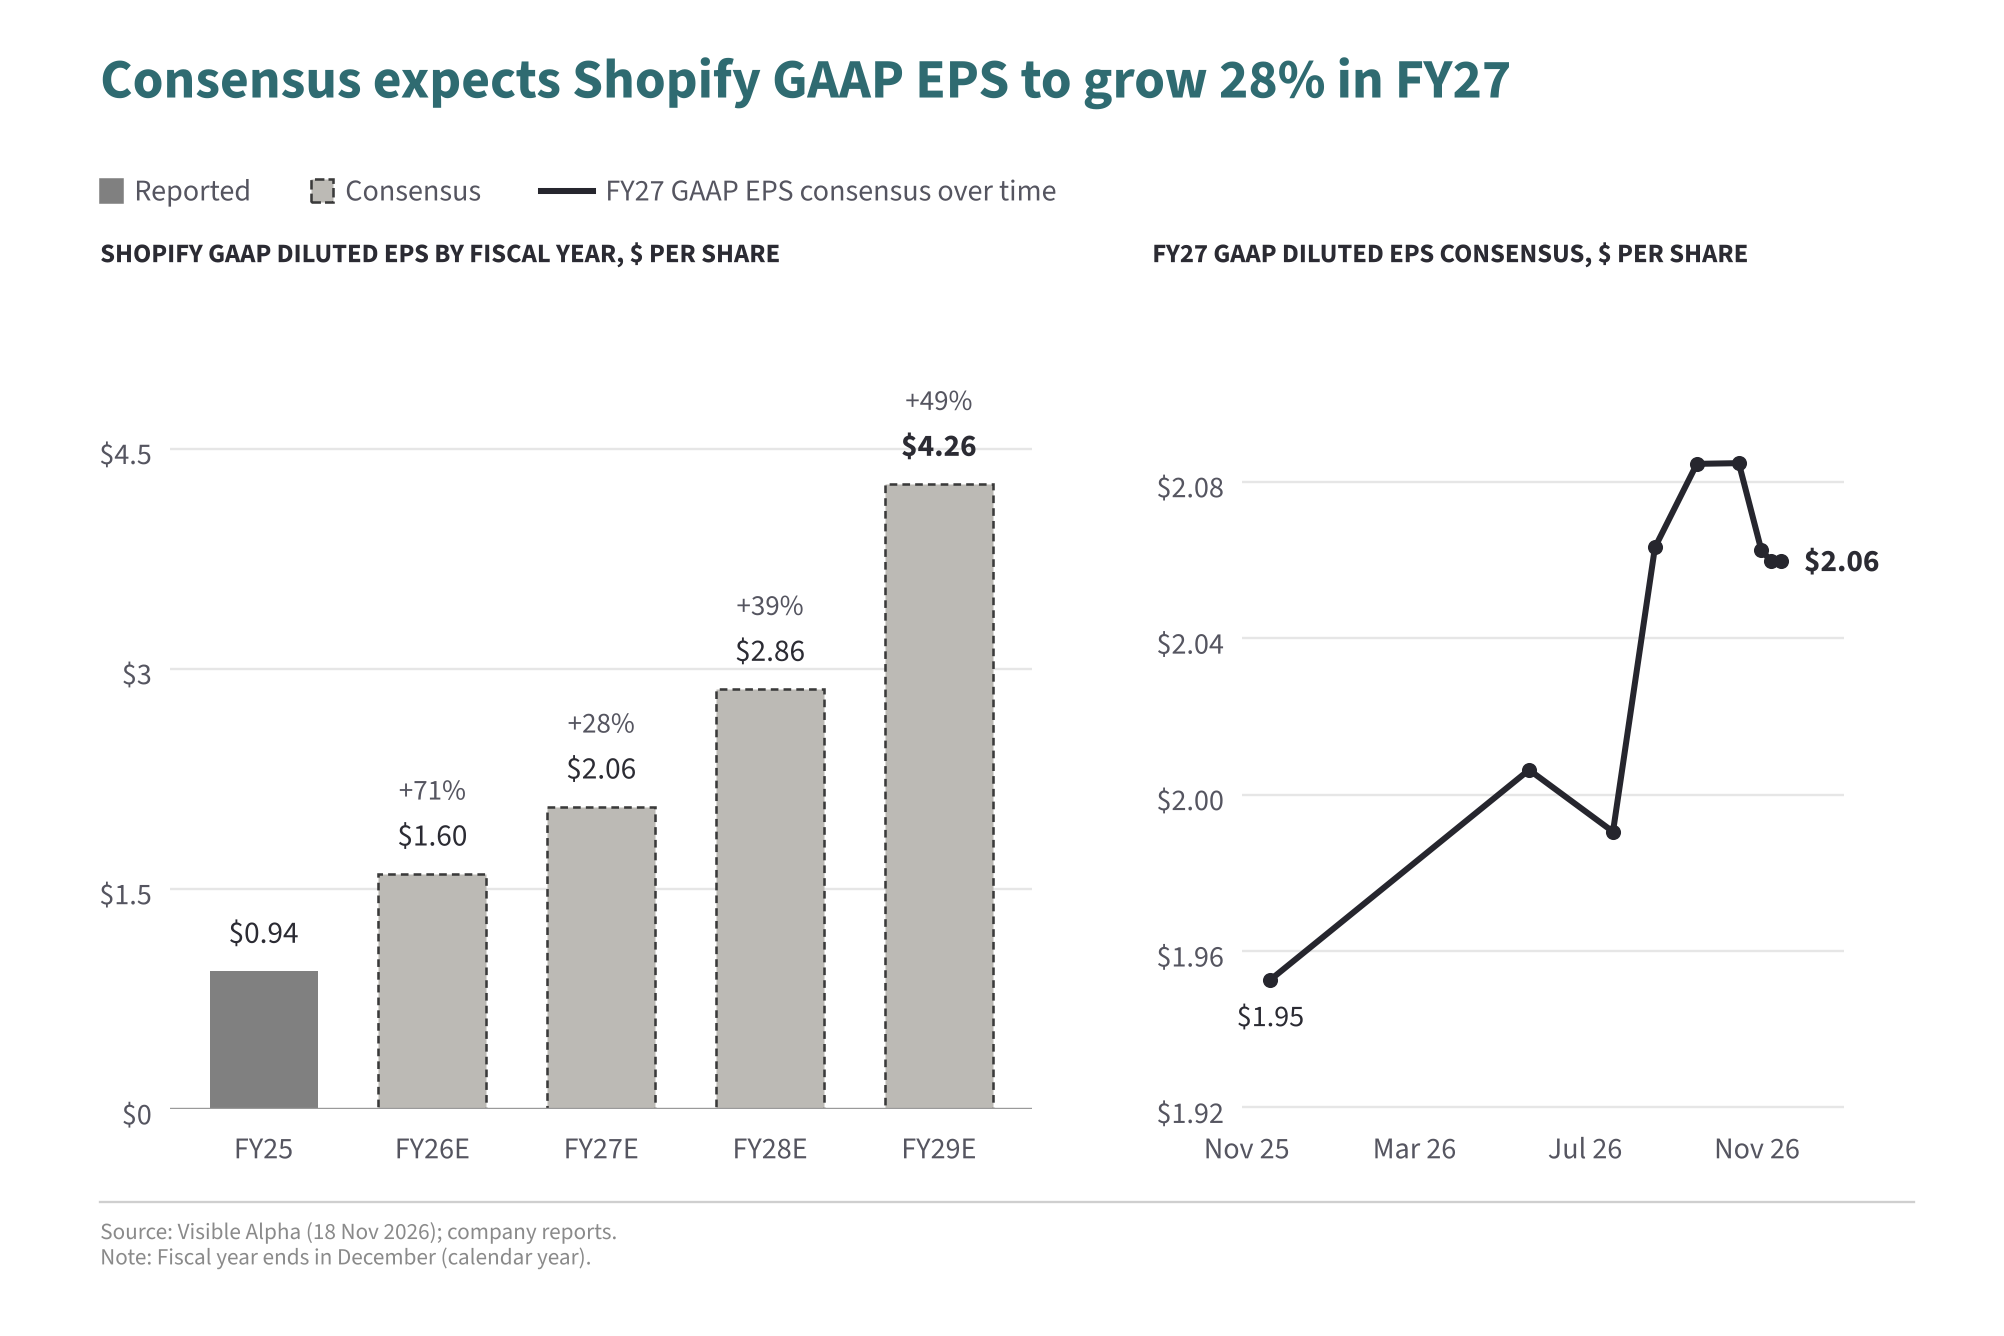 Consensus expects Shopify GAAP EPS to grow 28% in FY27
Reported
Consensus
FY27 GAAP EPS consensus over time
SHOPIFY GAAP DILUTED EPS BY FISCAL YEAR, $ PER SHARE
$4.5
$3
$1.5
$0
$0.94
+71%
$1.60
+28%
$2.06
+39%
$2.86
+49%
$4.26
FY25
FY26E
FY27E
FY28E
FY29E
FY27 GAAP DILUTED EPS CONSENSUS, $ PER SHARE
$2.08
$2.04
$2.00
$1.96
$1.92
$1.95
$2.06
Nov 25
Mar 26
Jul 26
Nov 26
Source: Visible Alpha (18 Nov 2026); company reports.
Note: Fiscal year ends in December (calendar year).